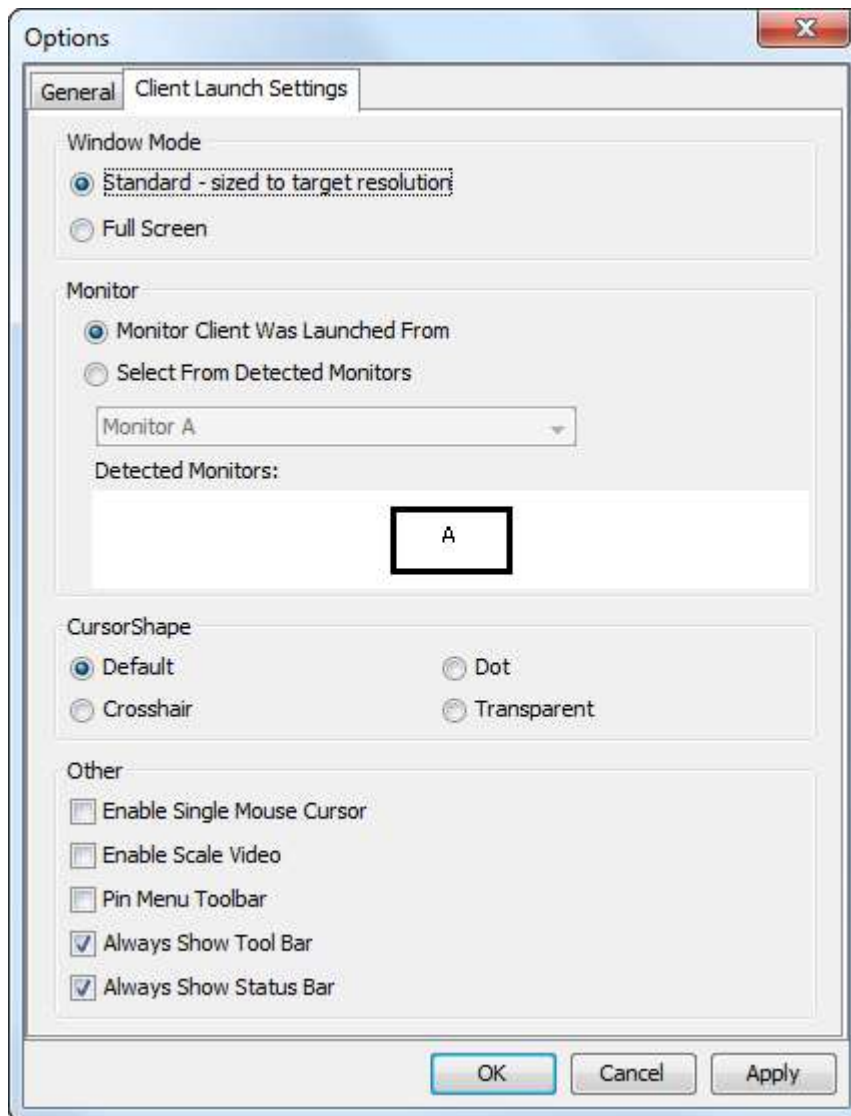 Options
General Client Launch Settings
Window Mode
Standard - sized to target resolution
Full Screen
Monitor
Monitor Client Was Launched From
Select From Detected Monitors
Monitor A
Detected Monitors:
A
CursorShape
Default Dot
Crosshair Transparent
Other
Enable Single Mouse Cursor
Enable Scale Video
Pin Menu Toolbar
Always Show Tool Bar
Always Show Status Bar
OK Cancel Apply